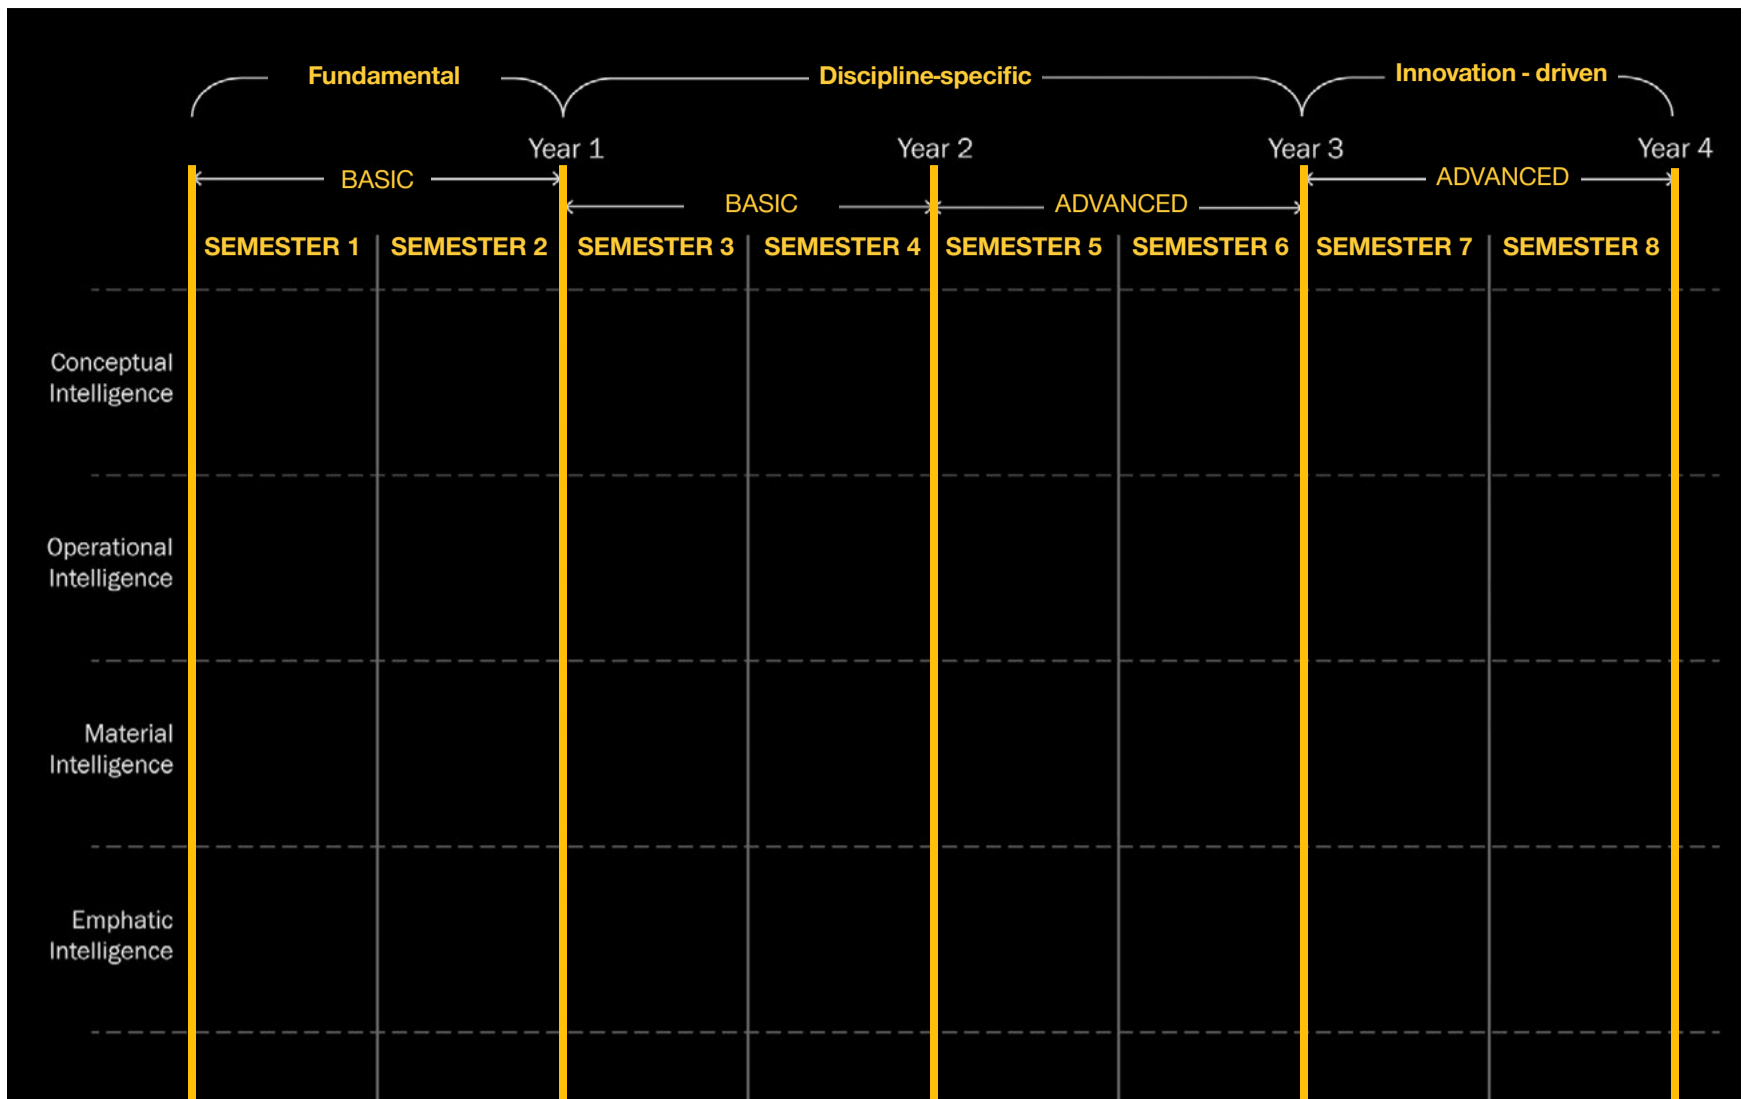 Fundamental
Discipline-specific
Innovation - driven
Year 1
Year 2
Year 3
Year 4
BASIC
BASIC
ADVANCED
ADVANCED
SEMESTER 1
SEMESTER 2
SEMESTER 3
SEMESTER 4
SEMESTER 5
SEMESTER 6
SEMESTER 7
SEMESTER 8
Conceptual
Intelligence
Operational
Intelligence
Material
Intelligence
Emphatic
Intelligence